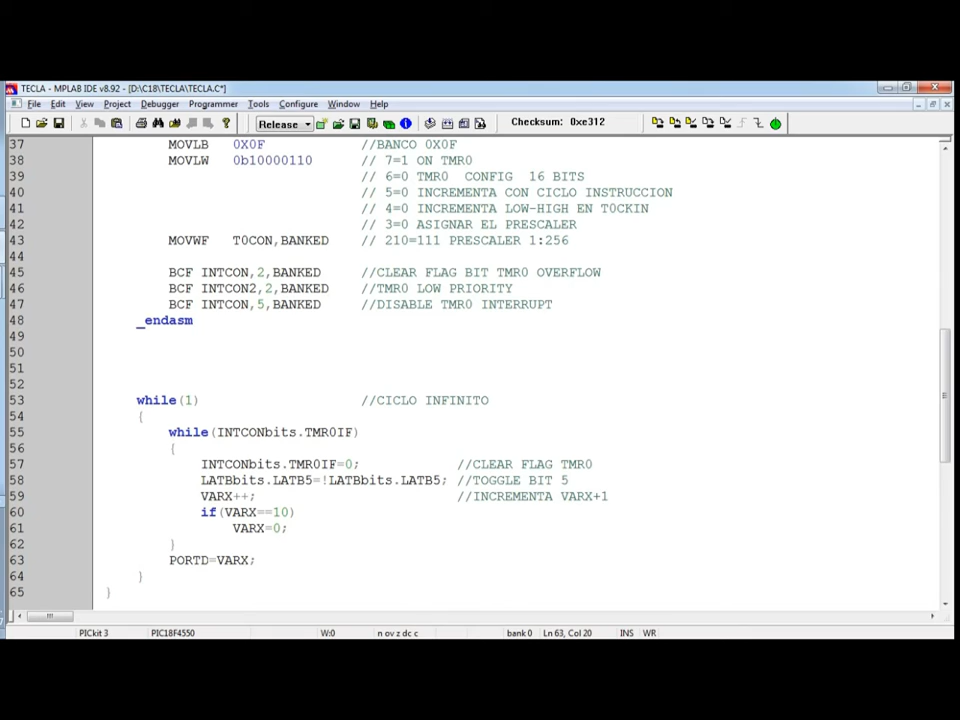 TECLA - MPLAB IDE v8.92 - [D:\C18\TECLA\TECLA.C*]
File Edit View Project Debugger Programmer Tools Configure Window Help
Release Checksum: 0xe312
37 MOVLB 0X0F //BANCO 0X0F
38 MOVLW 0b10000110 // 7=1 ON TMR0
39 // 6=0 TMR0 CONFIG 16 BITS
40 // 5=0 INCREMENTA CON CICLO INSTRUCCION
41 // 4=0 INCREMENTA LOW-HIGH EN T0CKIN
42 // 3=0 ASIGNAR EL PRESCALER
43 MOVWF T0CON,BANKED // 210=111 PRESCALER 1:256
44
45 BCF INTCON,2,BANKED //CLEAR FLAG BIT TMR0 OVERFLOW
46 BCF INTCON2,2,BANKED //TMR0 LOW PRIORITY
47 BCF INTCON,5,BANKED //DISABLE TMR0 INTERRUPT
48 _endasm
49
50
51
52
53 while(1) //CICLO INFINITO
54 {
55 while(INTCONbits.TMR0IF)
56 {
57 INTCONbits.TMR0IF=0; //CLEAR FLAG TMR0
58 LATBbits.LATB5=!LATBbits.LATB5; //TOGGLE BIT 5
59 VARX++; //INCREMENTA VARX+1
60 if(VARX==10)
61 VARX=0;
62 }
63 PORTD=VARX;
64 }
65 }
PICkit 3 PIC18F4550 W:0 n ov z dc c bank 0 Ln 63, Col 20 INS WR